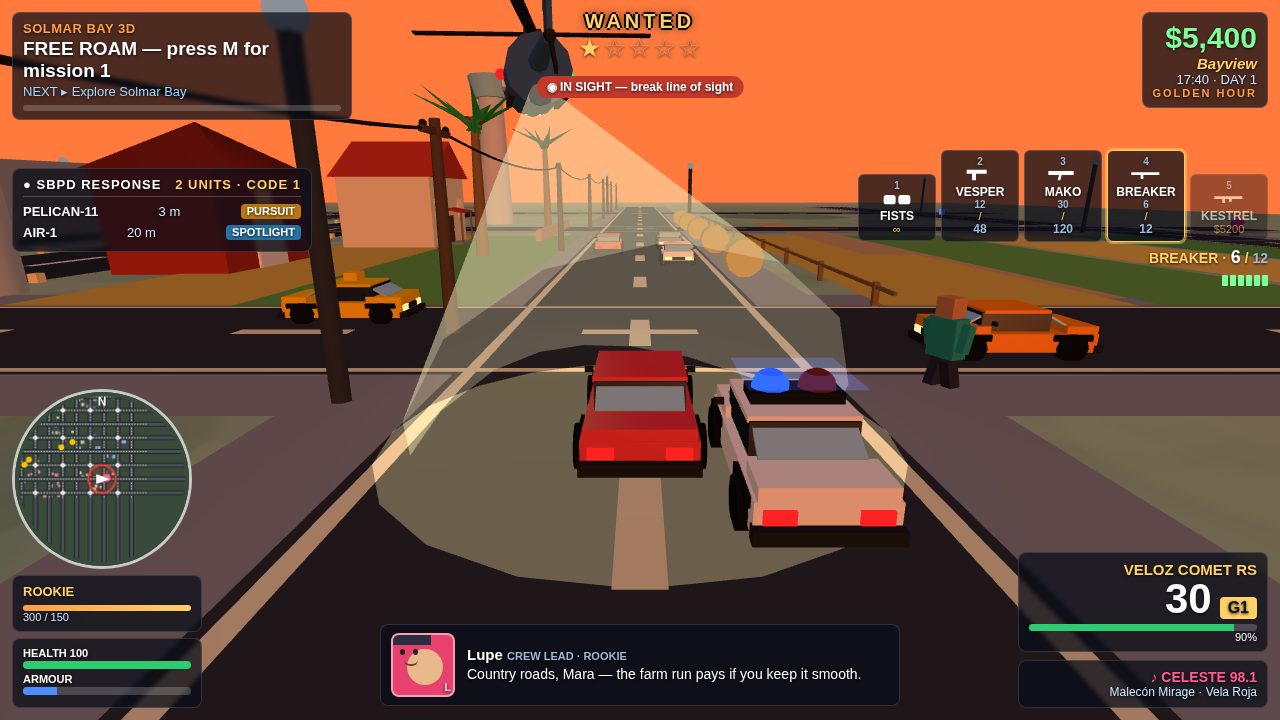 SOLMAR BAY 3D
FREE ROAM — press M for
mission 1
NEXT ▸ Explore Solmar Bay
WANTED
★☆☆☆☆
◉ IN SIGHT — break line of sight
$5,400
Bayview
17:40 · DAY 1
GOLDEN HOUR
● SBPD RESPONSE 2 UNITS · CODE 1
PELICAN-11 3 m PURSUIT
AIR-1 20 m SPOTLIGHT
1
FISTS
∞
2
VESPER
12
/
48
3
MAKO
30
/
120
4
BREAKER
6
/
12
5
KESTREL
$5200
BREAKER · 6 / 12
N
ROOKIE
300 / 150
HEALTH 100
ARMOUR
L
Lupe CREW LEAD · ROOKIE
Country roads, Mara — the farm run pays if you keep it smooth.
VELOZ COMET RS
30 G1
90%
♪ CELESTE 98.1
Malecón Mirage · Vela Roja